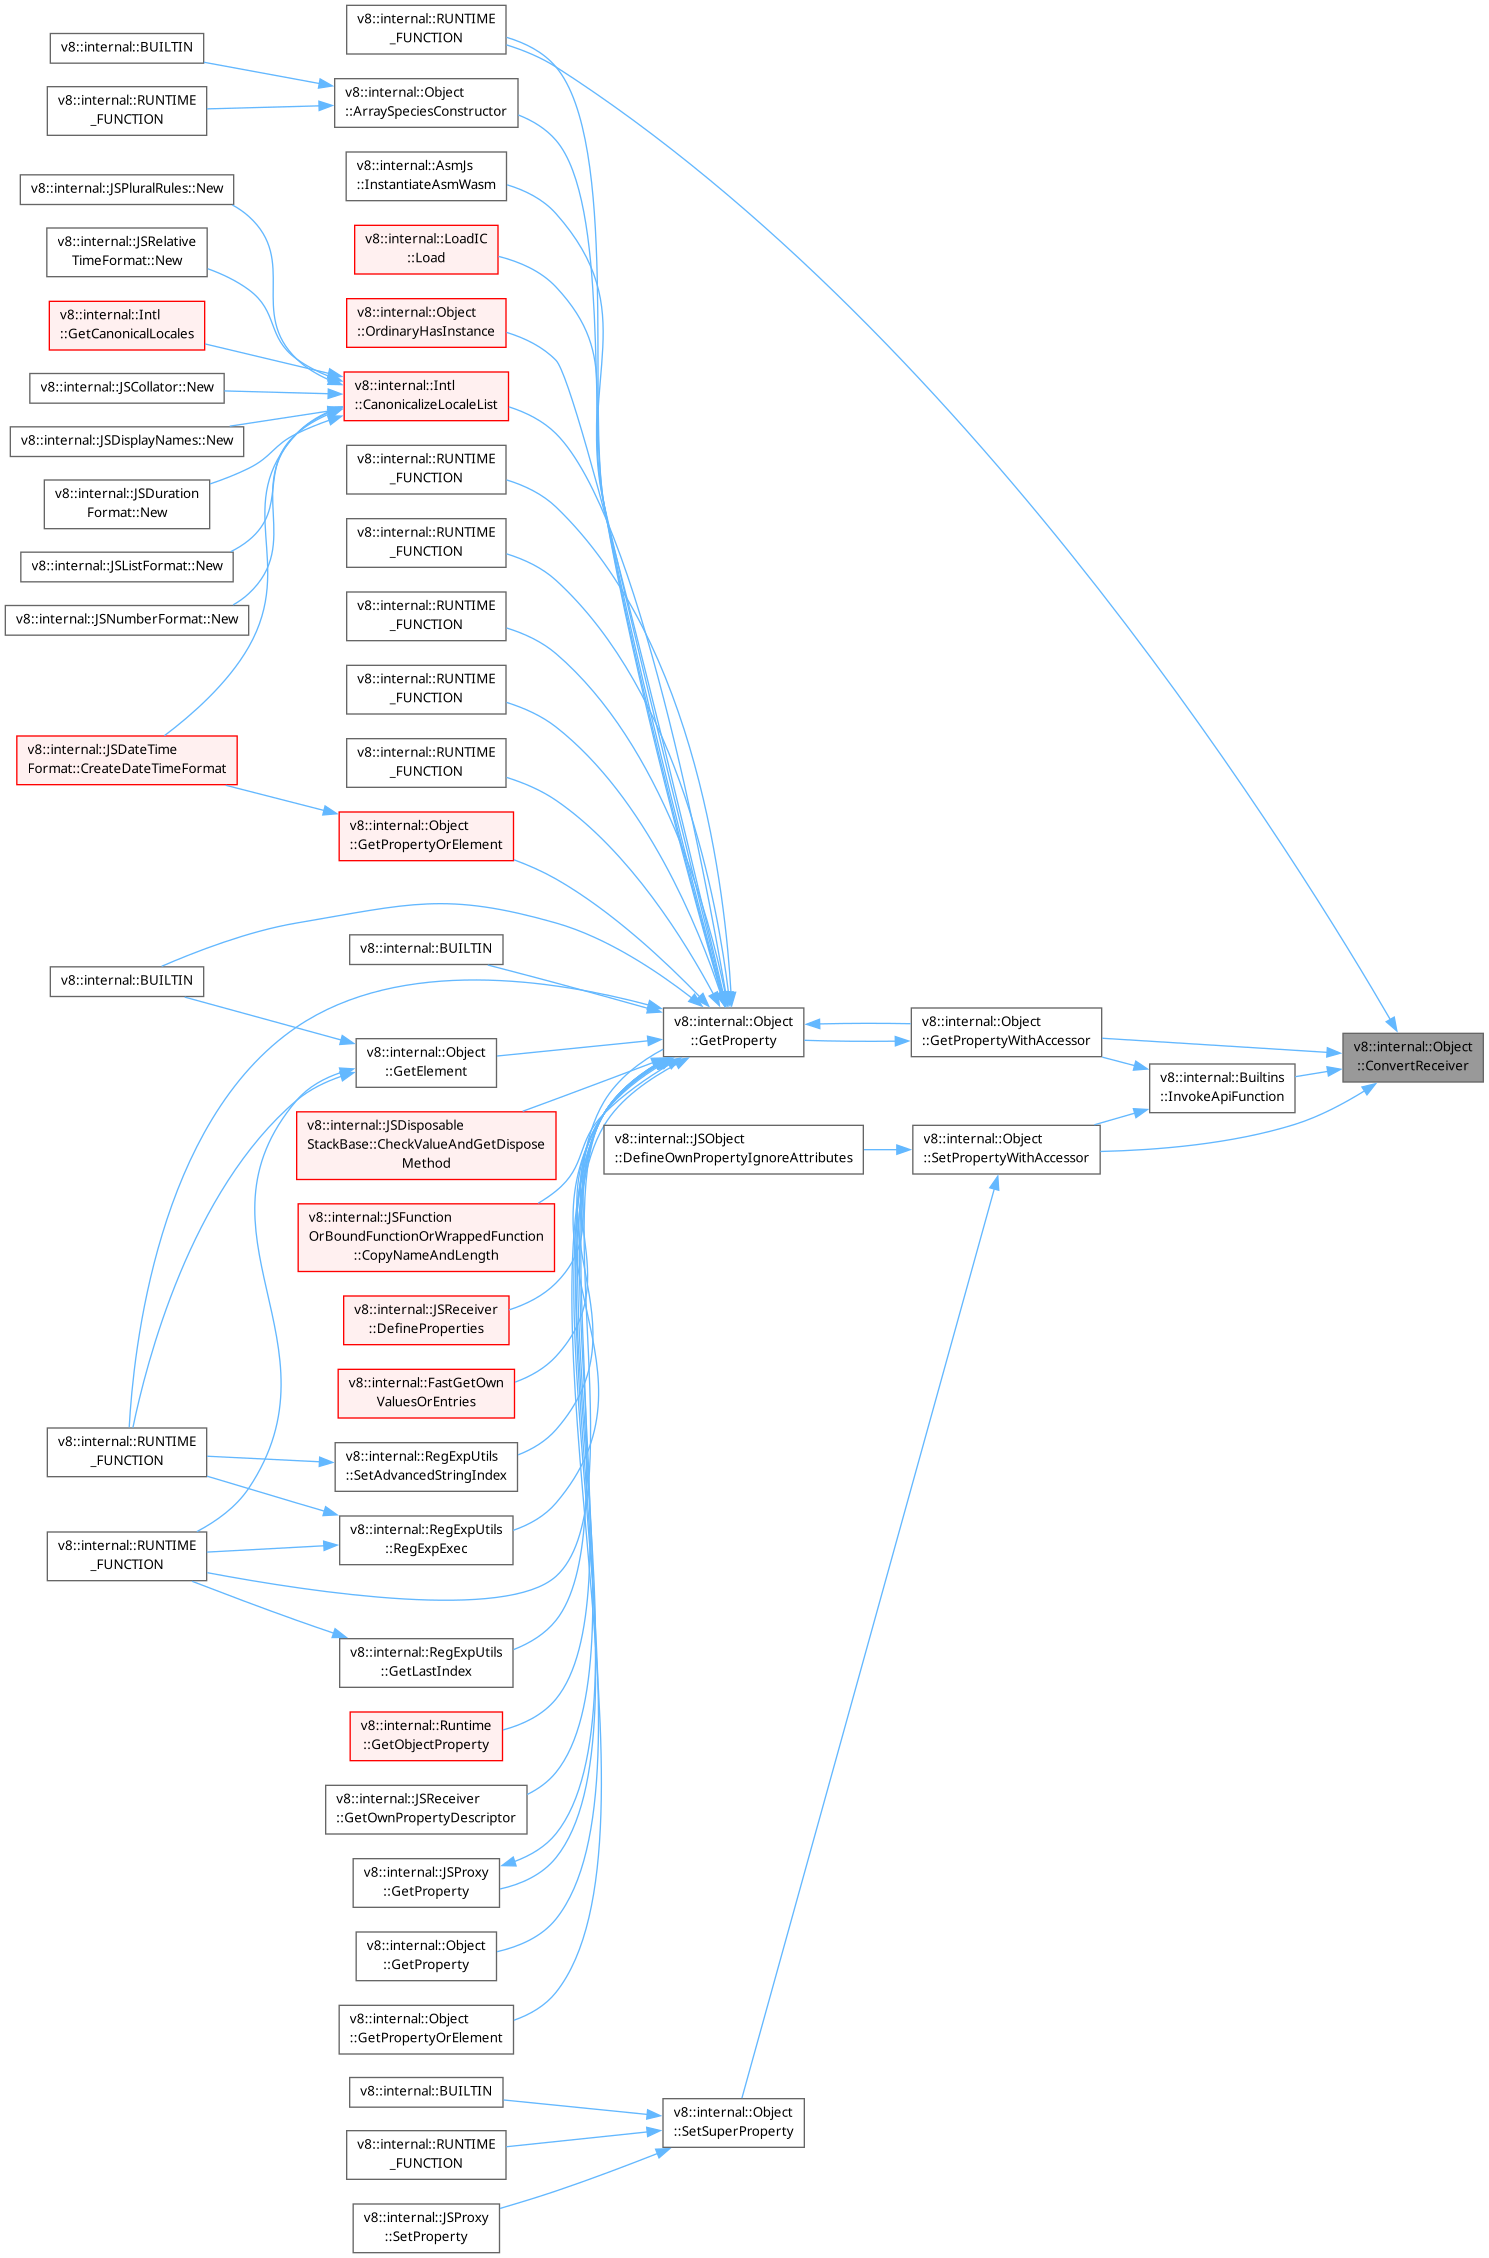 v8::internal::RUNTIME
_FUNCTION
v8::internal::BUILTIN
v8::internal::Object
::ArraySpeciesConstructor
v8::internal::RUNTIME
_FUNCTION
v8::internal::AsmJs
::InstantiateAsmWasm
v8::internal::JSPluralRules::New
v8::internal::JSRelative
TimeFormat::New
v8::internal::LoadIC
::Load
v8::internal::Intl
::GetCanonicalLocales
v8::internal::Object
::OrdinaryHasInstance
v8::internal::JSCollator::New
v8::internal::Intl
::CanonicalizeLocaleList
v8::internal::JSDisplayNames::New
v8::internal::RUNTIME
_FUNCTION
v8::internal::JSDuration
Format::New
v8::internal::RUNTIME
_FUNCTION
v8::internal::JSListFormat::New
v8::internal::JSNumberFormat::New
v8::internal::RUNTIME
_FUNCTION
v8::internal::RUNTIME
_FUNCTION
v8::internal::JSDateTime
Format::CreateDateTimeFormat
v8::internal::RUNTIME
_FUNCTION
v8::internal::Object
::GetPropertyOrElement
v8::internal::BUILTIN
v8::internal::BUILTIN
v8::internal::Object
::GetProperty
v8::internal::Object
::GetPropertyWithAccessor
v8::internal::Object
::ConvertReceiver
v8::internal::Object
::GetElement
v8::internal::Builtins
::InvokeApiFunction
v8::internal::JSDisposable
StackBase::CheckValueAndGetDispose
Method
v8::internal::JSObject
::DefineOwnPropertyIgnoreAttributes
v8::internal::Object
::SetPropertyWithAccessor
v8::internal::JSFunction
OrBoundFunctionOrWrappedFunction
::CopyNameAndLength
v8::internal::JSReceiver
::DefineProperties
v8::internal::FastGetOwn
ValuesOrEntries
v8::internal::RUNTIME
_FUNCTION
v8::internal::RegExpUtils
::SetAdvancedStringIndex
v8::internal::RegExpUtils
::RegExpExec
v8::internal::RUNTIME
_FUNCTION
v8::internal::RegExpUtils
::GetLastIndex
v8::internal::Runtime
::GetObjectProperty
v8::internal::JSReceiver
::GetOwnPropertyDescriptor
v8::internal::JSProxy
::GetProperty
v8::internal::Object
::GetProperty
v8::internal::Object
::GetPropertyOrElement
v8::internal::BUILTIN
v8::internal::Object
::SetSuperProperty
v8::internal::RUNTIME
_FUNCTION
v8::internal::JSProxy
::SetProperty